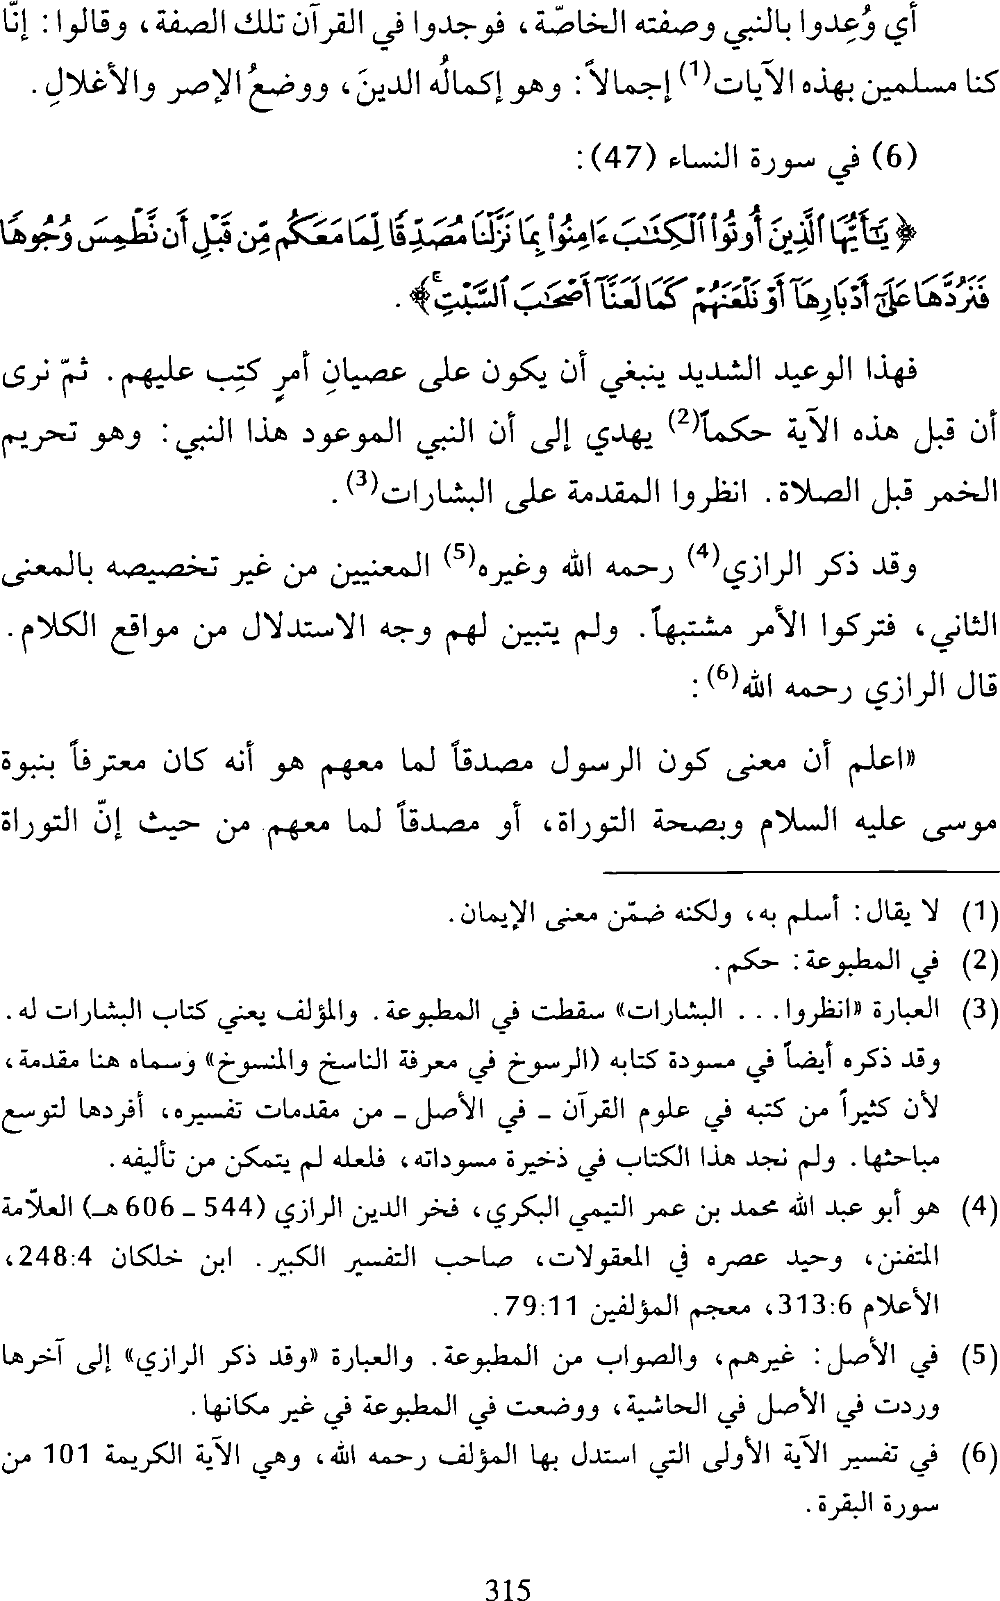 أي وُعِدوا بالنبي وصفته الخاصّة، فوجدوا في القرآن تلك الصفة، وقالوا: إنّا
كنا مسلمين بهذه الآيات(1) إجمالاً: وهو إكمالُه الدينَ، ووضعُ الإصر والأغلالِ.
(6) في سورة النساء (47):
﴿يَٰٓأَيُّهَا ٱلَّذِينَ أُوتُوا۟ ٱلْكِتَٰبَ ءَامِنُوا۟ بِمَا نَزَّلْنَا مُصَدِّقًا لِّمَا مَعَكُم مِّن قَبْلِ أَن نَّطْمِسَ وُجُوهًا
فَنَرُدَّهَا عَلَىٰٓ أَدْبَارِهَآ أَوْ نَلْعَنَهُمْ كَمَا لَعَنَّآ أَصْحَٰبَ ٱلسَّبْتِ ۚ﴾.
فهذا الوعيد الشديد ينبغي أن يكون على عصيانِ أمرٍ كتِب عليهم. ثمّ نرى
أن قبل هذه الآية حكماً(2) يهدي إلى أن النبي الموعود هذا النبي: وهو تحريم
الخمر قبل الصلاة. انظروا المقدمة على البشارات(3).
وقد ذكر الرازي(4) رحمه الله وغيره(5) المعنيين من غير تخصيصه بالمعنى
الثاني، فتركوا الأمر مشتبهاً. ولم يتبين لهم وجه الاستدلال من مواقع الكلام.
قال الرازي رحمه الله(6):
«اعلم أن معنى كون الرسول مصدقاً لما معهم هو أنه كان معترفاً بنبوة
موسى عليه السلام وبصحة التوراة، أو مصدقاً لما معهم من حيث إنّ التوراة
(1) لا يقال: أسلم به، ولكنه ضمّن معنى الإيمان.
(2) في المطبوعة: حكم.
(3) العبارة «انظروا... البشارات» سقطت في المطبوعة. والمؤلف يعني كتاب البشارات له.
وقد ذكره أيضاً في مسودة كتابه (الرسوخ في معرفة الناسخ والمنسوخ» وسماه هنا مقدمة،
لأن كثيراً من كتبه في علوم القرآن - في الأصل - من مقدمات تفسيره، أفردها لتوسع
مباحثها. ولم نجد هذا الكتاب في ذخيرة مسوداته، فلعله لم يتمكن من تأليفه.
(4) هو أبو عبد الله محمد بن عمر التيمي البكري، فخر الدين الرازي (544 - 606هـ) العلاّمة
المتفنن، وحيد عصره في المعقولات، صاحب التفسير الكبير. ابن خلكان 248:4،
الأعلام 313:6، معجم المؤلفين 79:11.
(5) في الأصل: غيرهم، والصواب من المطبوعة. والعبارة «وقد ذكر الرازي» إلى آخرها
وردت في الأصل في الحاشية، ووضعت في المطبوعة في غير مكانها.
(6) في تفسير الآية الأولى التي استدل بها المؤلف رحمه الله، وهي الآية الكريمة 101 من
سورة البقرة.
315